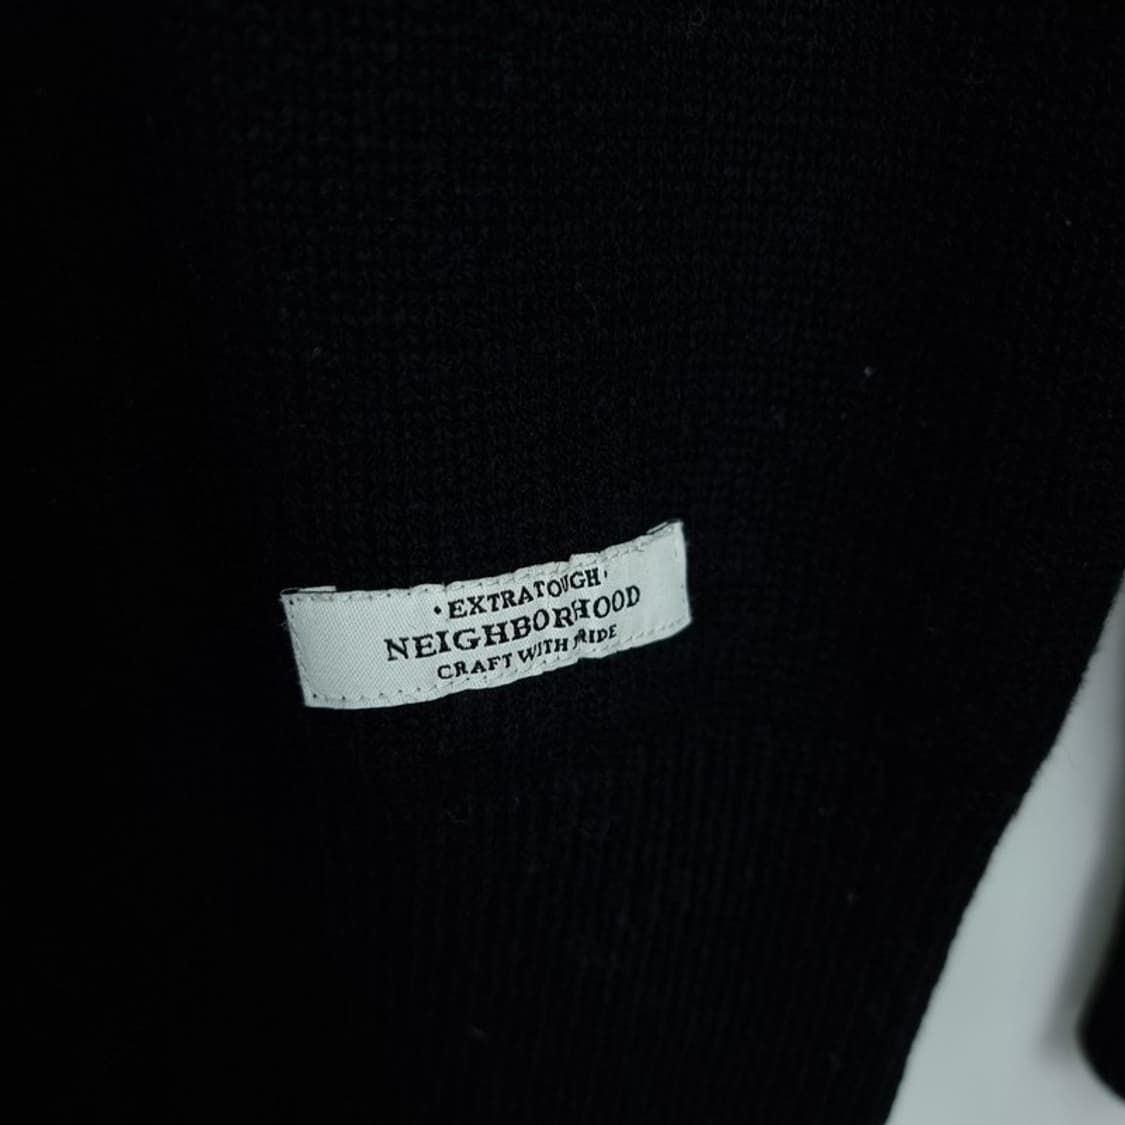 • EXTRATOUGH •
NEIGHBORHOOD
CRAFT WITH PRIDE